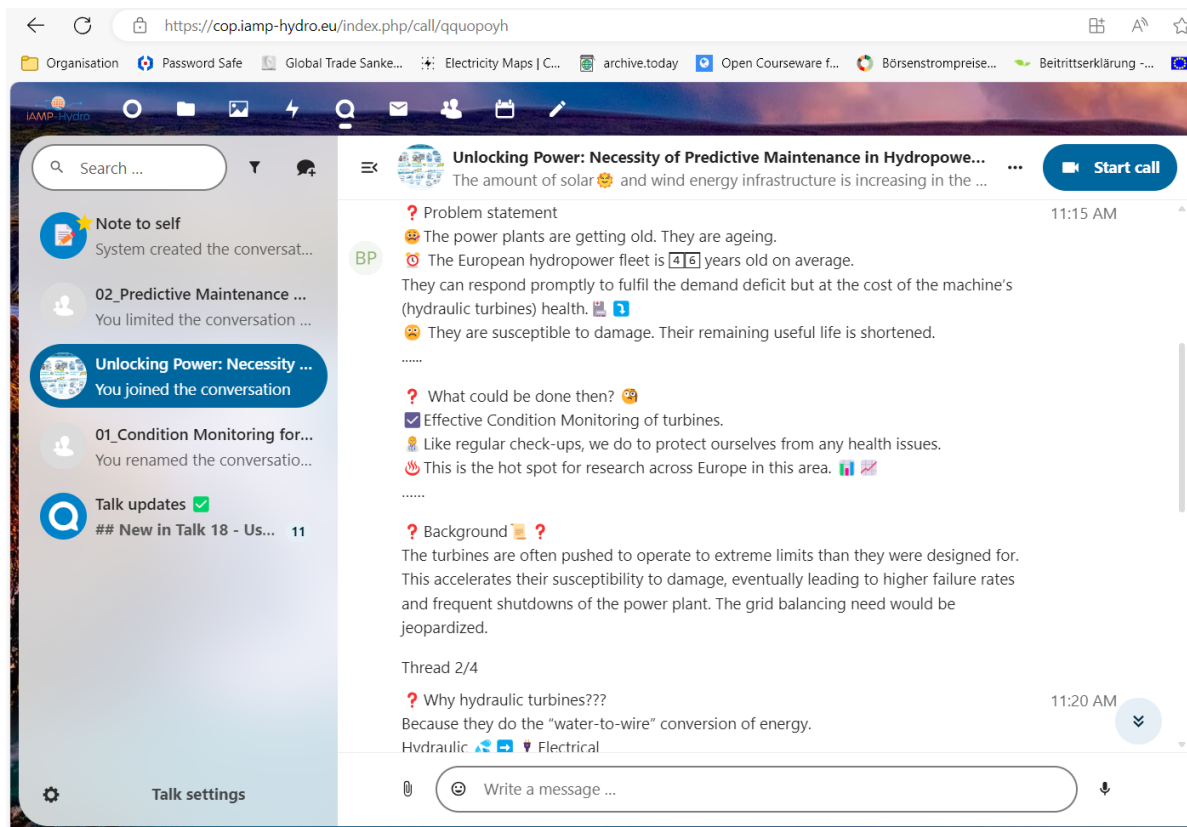 https://cop.iamp-hydro.eu/index.php/call/qquopoyh
Organisation
Password Safe
Global Trade Sanke...
Electricity Maps | C...
archive.today
Open Courseware f...
Börsenstrompreise...
Beitrittserklärung -...
iAMP-Hydro
Search ...
Note to self
System created the conversat...
02_Predictive Maintenance ...
You limited the conversation ...
Unlocking Power: Necessity ...
You joined the conversation
01_Condition Monitoring for...
You renamed the conversatio...
Talk updates ✅
## New in Talk 18 - Us... 11
Talk settings
Unlocking Power: Necessity of Predictive Maintenance in Hydropowe...
The amount of solar🌞 and wind energy infrastructure is increasing in the ...
Start call
BP
❓ Problem statement 11:15 AM
The power plants are getting old. They are ageing.
⏰ The European hydropower fleet is 4️⃣6️⃣ years old on average.
They can respond promptly to fulfil the demand deficit but at the cost of the machine's
(hydraulic turbines) health.
They are susceptible to damage. Their remaining useful life is shortened.
......
❓ What could be done then? 🧐
☑️ Effective Condition Monitoring of turbines.
Like regular check-ups, we do to protect ourselves from any health issues.
♨️ This is the hot spot for research across Europe in this area. 📊 📈
......
❓ Background 📜 ❓
The turbines are often pushed to operate to extreme limits than they were designed for.
This accelerates their susceptibility to damage, eventually leading to higher failure rates
and frequent shutdowns of the power plant. The grid balancing need would be
jeopardized.
Thread 2/4
❓ Why hydraulic turbines??? 11:20 AM
Because they do the “water-to-wire” conversion of energy.
Hydraulic 💦 ➡️ Electrical
Write a message ...